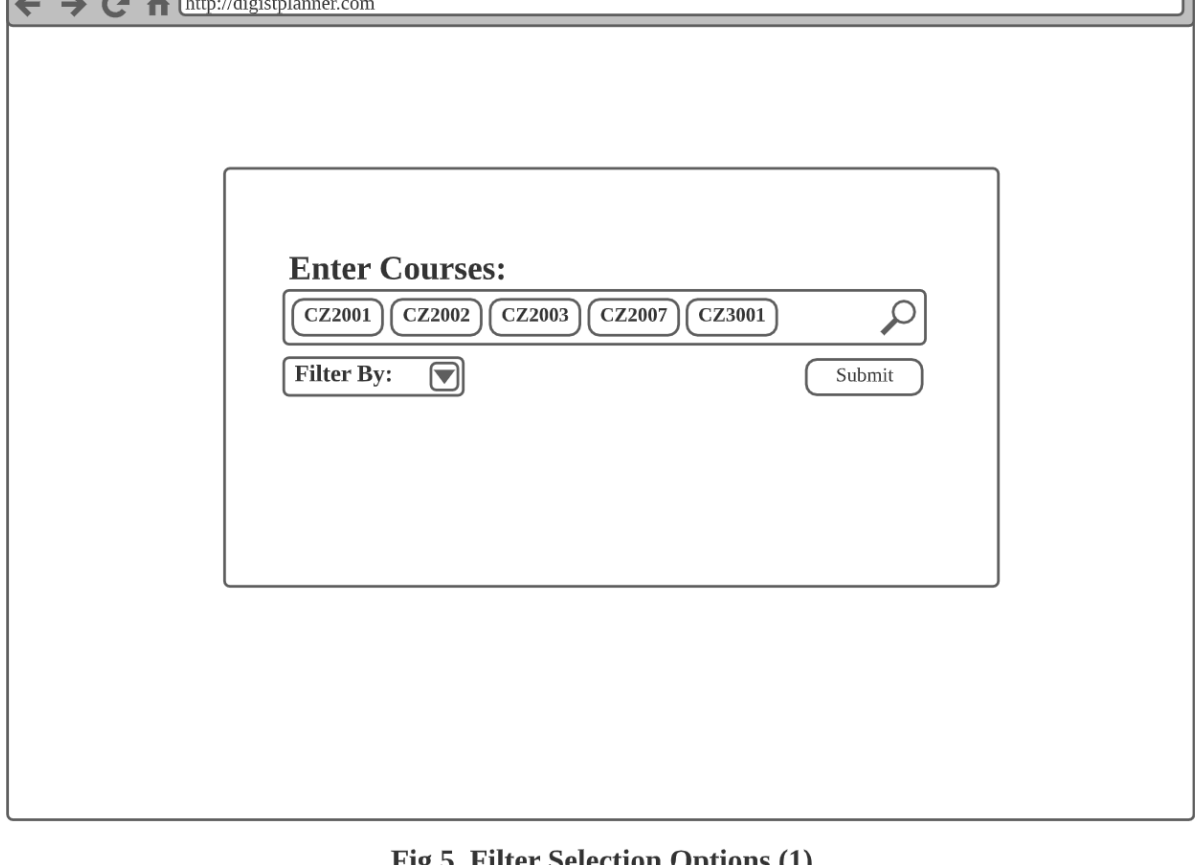 http://digistplanner.com
Enter Courses:
CZ2001 CZ2002 CZ2003 CZ2007 CZ3001
Filter By:
Submit
Fig 5. Filter Selection Options (1)